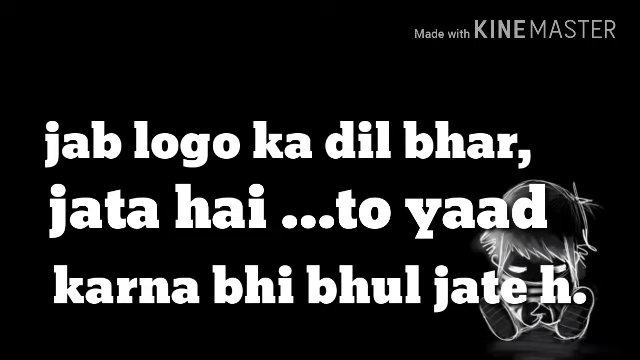 Made with KINEMASTER
jab logo ka dil bhar,
jata hai ...to yaad
karna bhi bhul jate h.